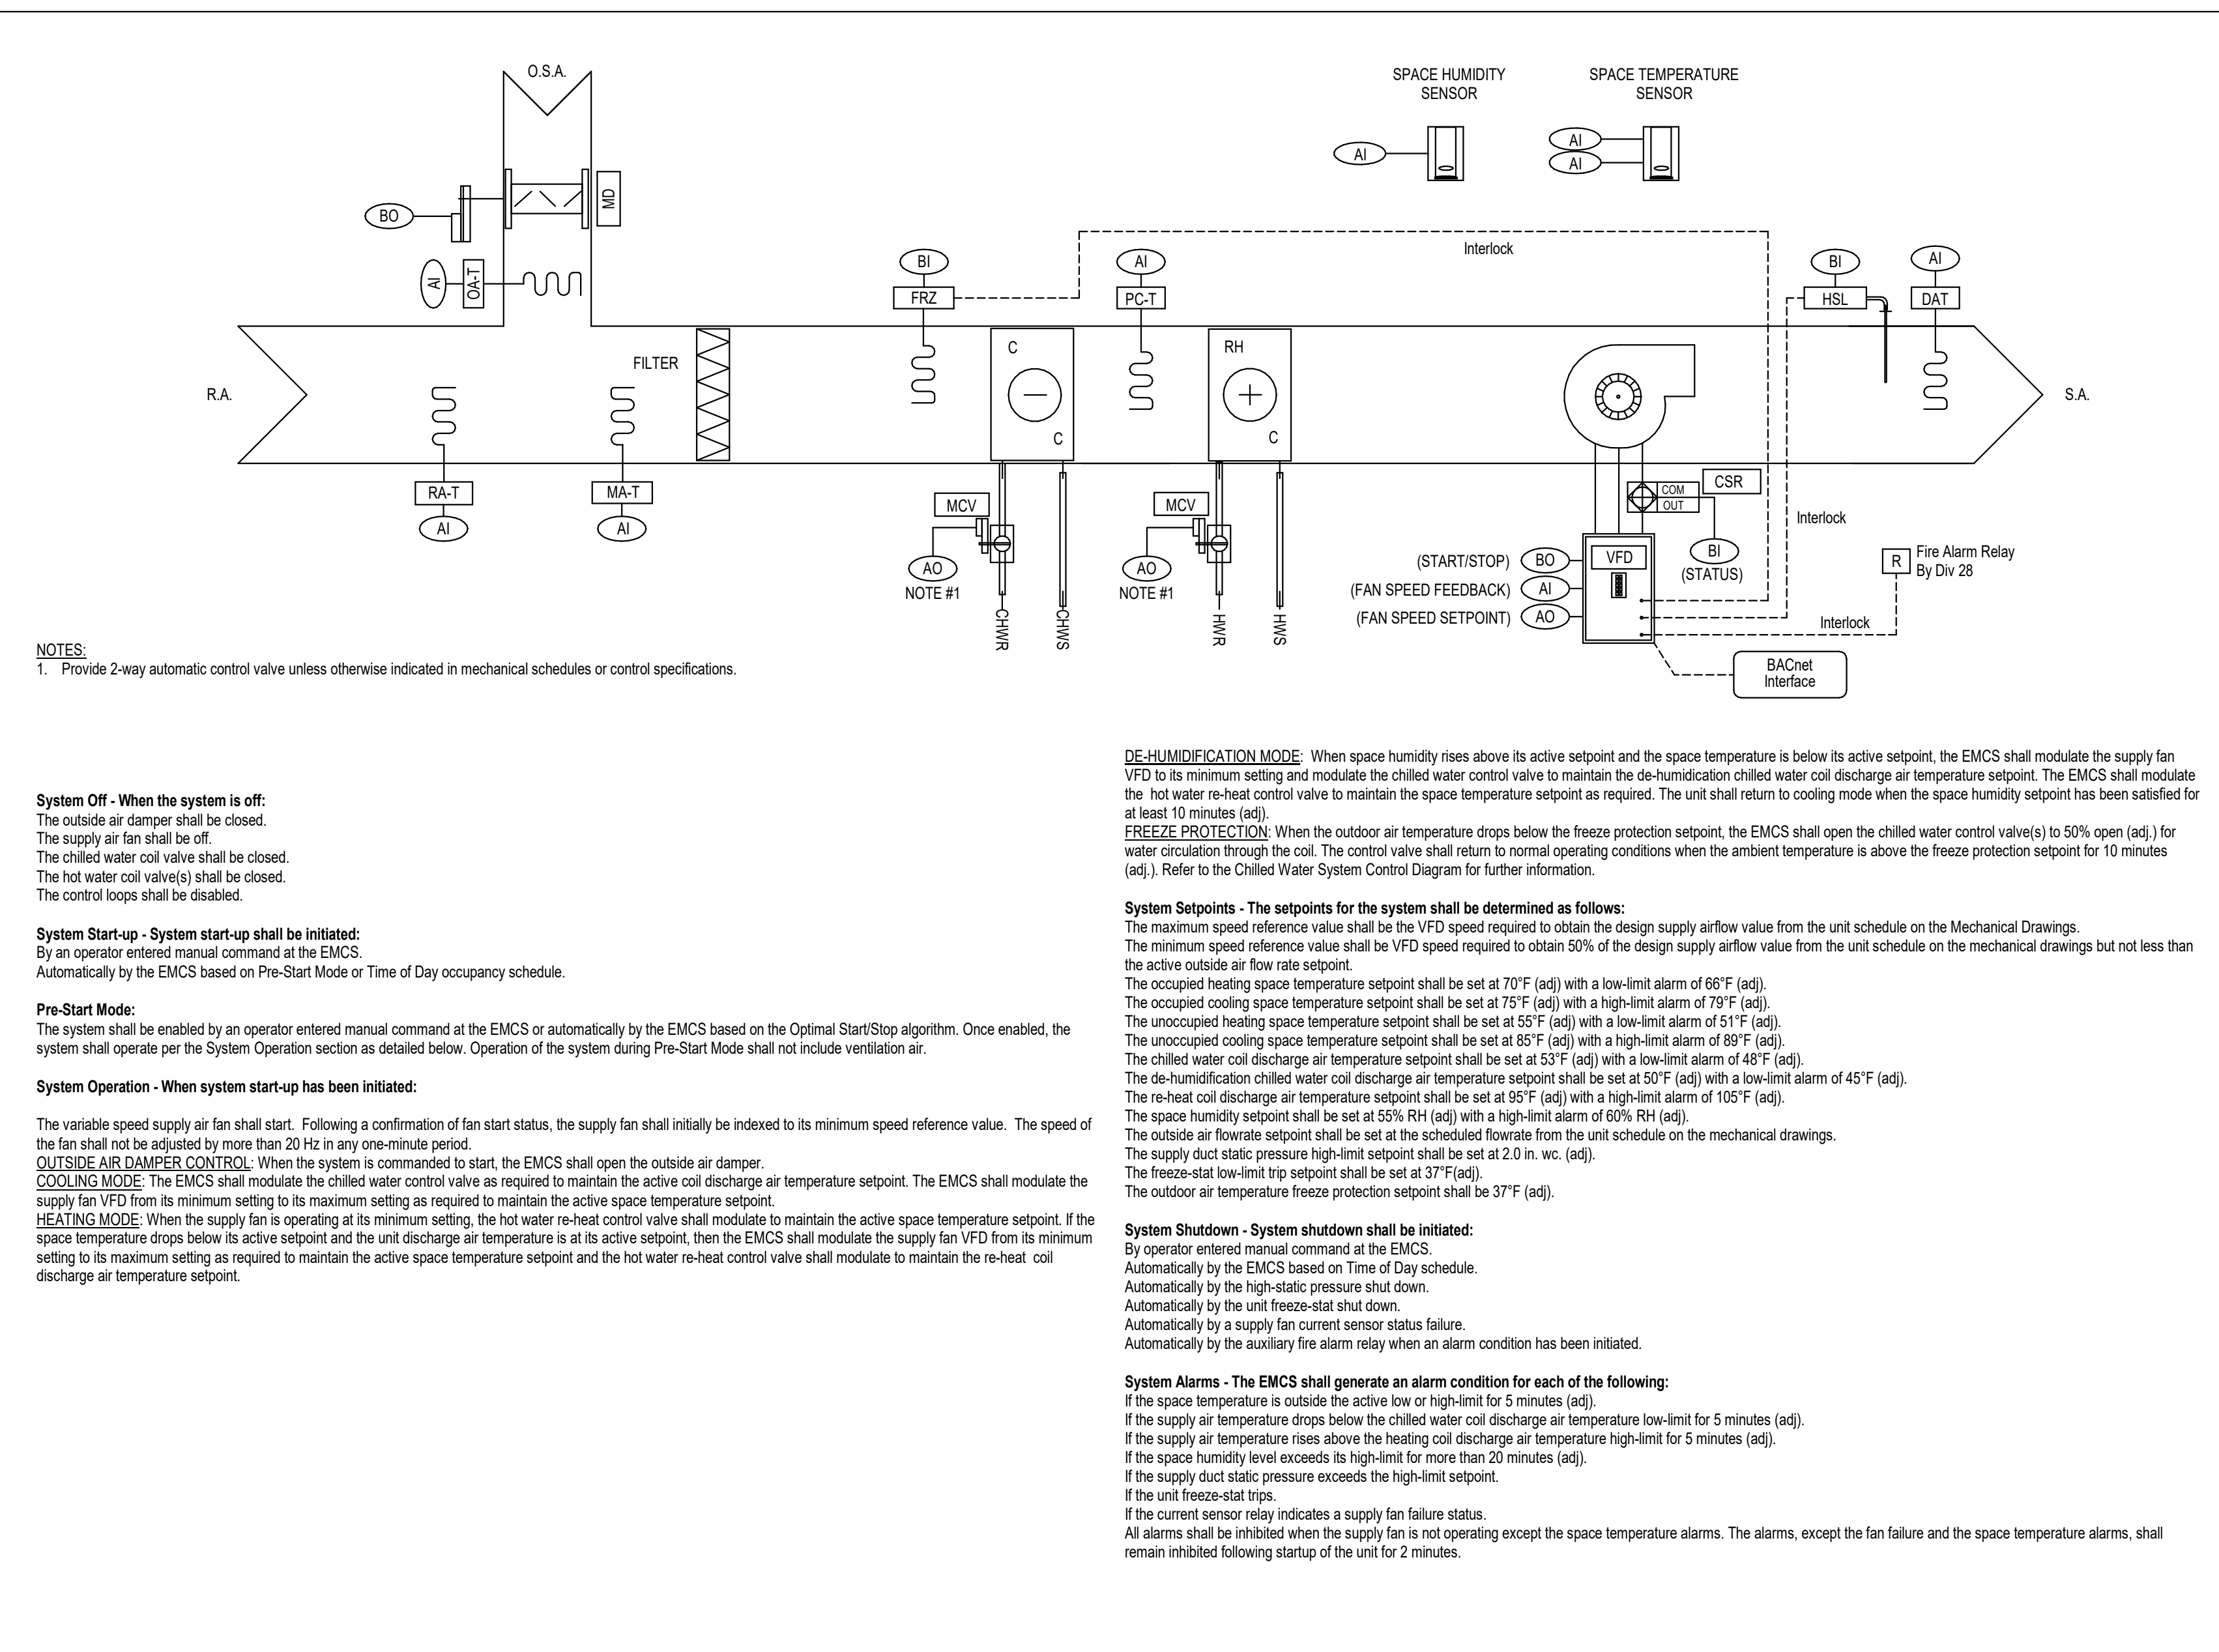 O.S.A.
SPACE HUMIDITY
SENSOR
SPACE TEMPERATURE
SENSOR
AI
AI
AI
BO
MD
AI
OA-T
Interlock
BI
FRZ
AI
PC-T
BI
HSL
AI
DAT
R.A.
FILTER
C
C
RH
C
S.A.
RA-T
AI
MA-T
AI
MCV
AO
NOTE #1
CHWR
CHWS
MCV
AO
NOTE #1
HWR
HWS
COM
OUT
CSR
Interlock
BI
(STATUS)
VFD
(START/STOP)
BO
(FAN SPEED FEEDBACK)
AI
(FAN SPEED SETPOINT)
AO
R
Fire Alarm Relay
By Div 28
Interlock
BACnet
Interface
NOTES:
1. Provide 2-way automatic control valve unless otherwise indicated in mechanical schedules or control specifications.
System Off - When the system is off:
The outside air damper shall be closed.
The supply air fan shall be off.
The chilled water coil valve shall be closed.
The hot water coil valve(s) shall be closed.
The control loops shall be disabled.
System Start-up - System start-up shall be initiated:
By an operator entered manual command at the EMCS.
Automatically by the EMCS based on Pre-Start Mode or Time of Day occupancy schedule.
Pre-Start Mode:
The system shall be enabled by an operator entered manual command at the EMCS or automatically by the EMCS based on the Optimal Start/Stop algorithm. Once enabled, the
system shall operate per the System Operation section as detailed below. Operation of the system during Pre-Start Mode shall not include ventilation air.
System Operation - When system start-up has been initiated:
The variable speed supply air fan shall start. Following a confirmation of fan start status, the supply fan shall initially be indexed to its minimum speed reference value. The speed of
the fan shall not be adjusted by more than 20 Hz in any one-minute period.
OUTSIDE AIR DAMPER CONTROL: When the system is commanded to start, the EMCS shall open the outside air damper.
COOLING MODE: The EMCS shall modulate the chilled water control valve as required to maintain the active coil discharge air temperature setpoint. The EMCS shall modulate the
supply fan VFD from its minimum setting to its maximum setting as required to maintain the active space temperature setpoint.
HEATING MODE: When the supply fan is operating at its minimum setting, the hot water re-heat control valve shall modulate to maintain the active space temperature setpoint. If the
space temperature drops below its active setpoint and the unit discharge air temperature is at its active setpoint, then the EMCS shall modulate the supply fan VFD from its minimum
setting to its maximum setting as required to maintain the active space temperature setpoint and the hot water re-heat control valve shall modulate to maintain the re-heat coil
discharge air temperature setpoint.
DE-HUMIDIFICATION MODE: When space humidity rises above its active setpoint and the space temperature is below its active setpoint, the EMCS shall modulate the supply fan
VFD to its minimum setting and modulate the chilled water control valve to maintain the de-humidication chilled water coil discharge air temperature setpoint. The EMCS shall modulate
the hot water re-heat control valve to maintain the space temperature setpoint as required. The unit shall return to cooling mode when the space humidity setpoint has been satisfied for
at least 10 minutes (adj).
FREEZE PROTECTION: When the outdoor air temperature drops below the freeze protection setpoint, the EMCS shall open the chilled water control valve(s) to 50% open (adj.) for
water circulation through the coil. The control valve shall return to normal operating conditions when the ambient temperature is above the freeze protection setpoint for 10 minutes
(adj.). Refer to the Chilled Water System Control Diagram for further information.
System Setpoints - The setpoints for the system shall be determined as follows:
The maximum speed reference value shall be the VFD speed required to obtain the design supply airflow value from the unit schedule on the Mechanical Drawings.
The minimum speed reference value shall be VFD speed required to obtain 50% of the design supply airflow value from the unit schedule on the mechanical drawings but not less than
the active outside air flow rate setpoint.
The occupied heating space temperature setpoint shall be set at 70°F (adj) with a low-limit alarm of 66°F (adj).
The occupied cooling space temperature setpoint shall be set at 75°F (adj) with a high-limit alarm of 79°F (adj).
The unoccupied heating space temperature setpoint shall be set at 55°F (adj) with a low-limit alarm of 51°F (adj).
The unoccupied cooling space temperature setpoint shall be set at 85°F (adj) with a high-limit alarm of 89°F (adj).
The chilled water coil discharge air temperature setpoint shall be set at 53°F (adj) with a low-limit alarm of 48°F (adj).
The de-humidification chilled water coil discharge air temperature setpoint shall be set at 50°F (adj) with a low-limit alarm of 45°F (adj).
The re-heat coil discharge air temperature setpoint shall be set at 95°F (adj) with a high-limit alarm of 105°F (adj).
The space humidity setpoint shall be set at 55% RH (adj) with a high-limit alarm of 60% RH (adj).
The outside air flowrate setpoint shall be set at the scheduled flowrate from the unit schedule on the mechanical drawings.
The supply duct static pressure high-limit setpoint shall be set at 2.0 in. wc. (adj).
The freeze-stat low-limit trip setpoint shall be set at 37°F(adj).
The outdoor air temperature freeze protection setpoint shall be 37°F (adj).
System Shutdown - System shutdown shall be initiated:
By operator entered manual command at the EMCS.
Automatically by the EMCS based on Time of Day schedule.
Automatically by the high-static pressure shut down.
Automatically by the unit freeze-stat shut down.
Automatically by a supply fan current sensor status failure.
Automatically by the auxiliary fire alarm relay when an alarm condition has been initiated.
System Alarms - The EMCS shall generate an alarm condition for each of the following:
If the space temperature is outside the active low or high-limit for 5 minutes (adj).
If the supply air temperature drops below the chilled water coil discharge air temperature low-limit for 5 minutes (adj).
If the supply air temperature rises above the heating coil discharge air temperature high-limit for 5 minutes (adj).
If the space humidity level exceeds its high-limit for more than 20 minutes (adj).
If the supply duct static pressure exceeds the high-limit setpoint.
If the unit freeze-stat trips.
If the current sensor relay indicates a supply fan failure status.
All alarms shall be inhibited when the supply fan is not operating except the space temperature alarms. The alarms, except the fan failure and the space temperature alarms, shall
remain inhibited following startup of the unit for 2 minutes.